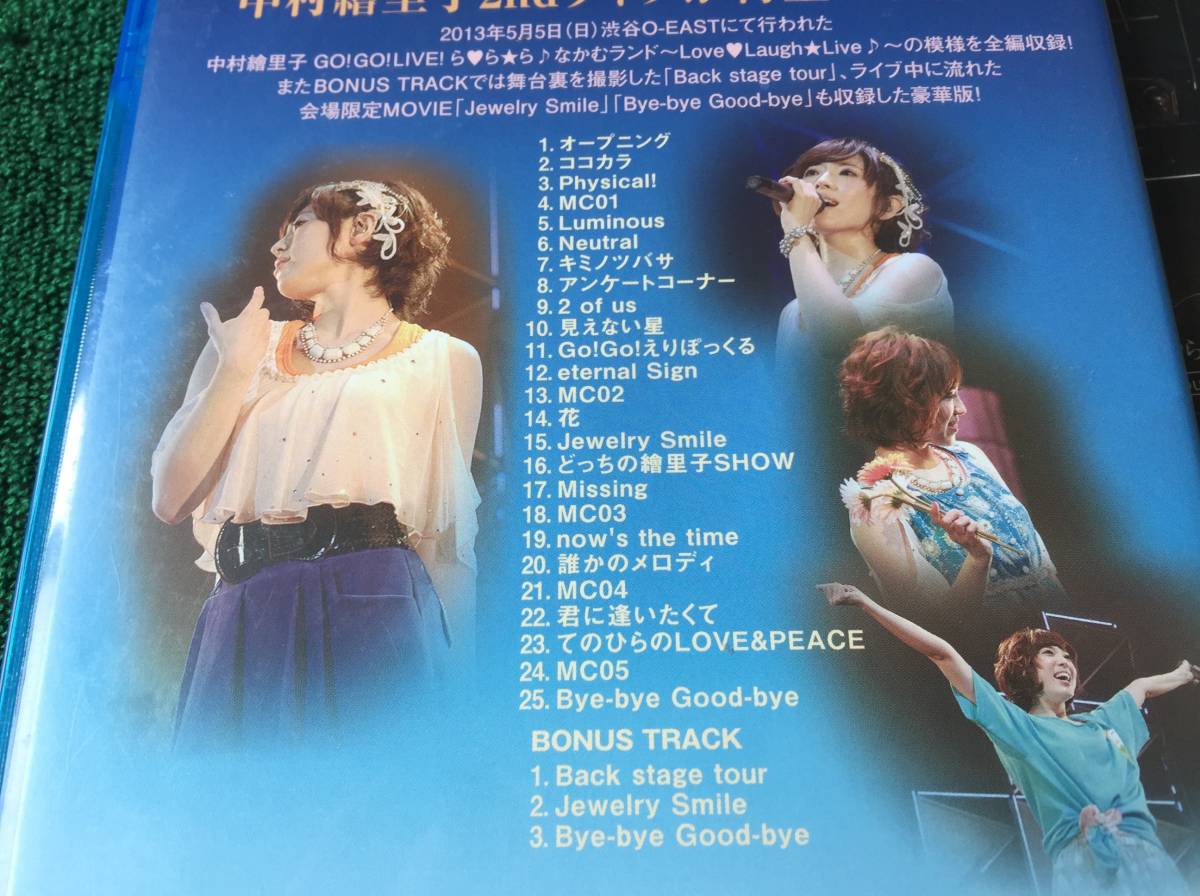 中村繪里子2ndライブ
2013年5月5日(日)渋谷O-EASTにて行われた
中村繪里子 GO!GO!LIVE! ら♥ら★ら♪なかむランド～Love♥Laugh★Live♪～の模様を全編収録!
またBONUS TRACKでは舞台裏を撮影した「Back stage tour」、ライブ中に流れた
会場限定MOVIE「Jewelry Smile」「Bye-bye Good-bye」も収録した豪華版!
1. オープニング
2. ココカラ
3. Physical!
4. MC01
5. Luminous
6. Neutral
7. キミノツバサ
8. アンケートコーナー
9. 2 of us
10. 見えない星
11. Go!Go!えりぽっくる
12. eternal Sign
13. MC02
14. 花
15. Jewelry Smile
16. どっちの繪里子SHOW
17. Missing
18. MC03
19. now's the time
20. 誰かのメロディ
21. MC04
22. 君に逢いたくて
23. てのひらのLOVE&PEACE
24. MC05
25. Bye-bye Good-bye
BONUS TRACK
1. Back stage tour
2. Jewelry Smile
3. Bye-bye Good-bye